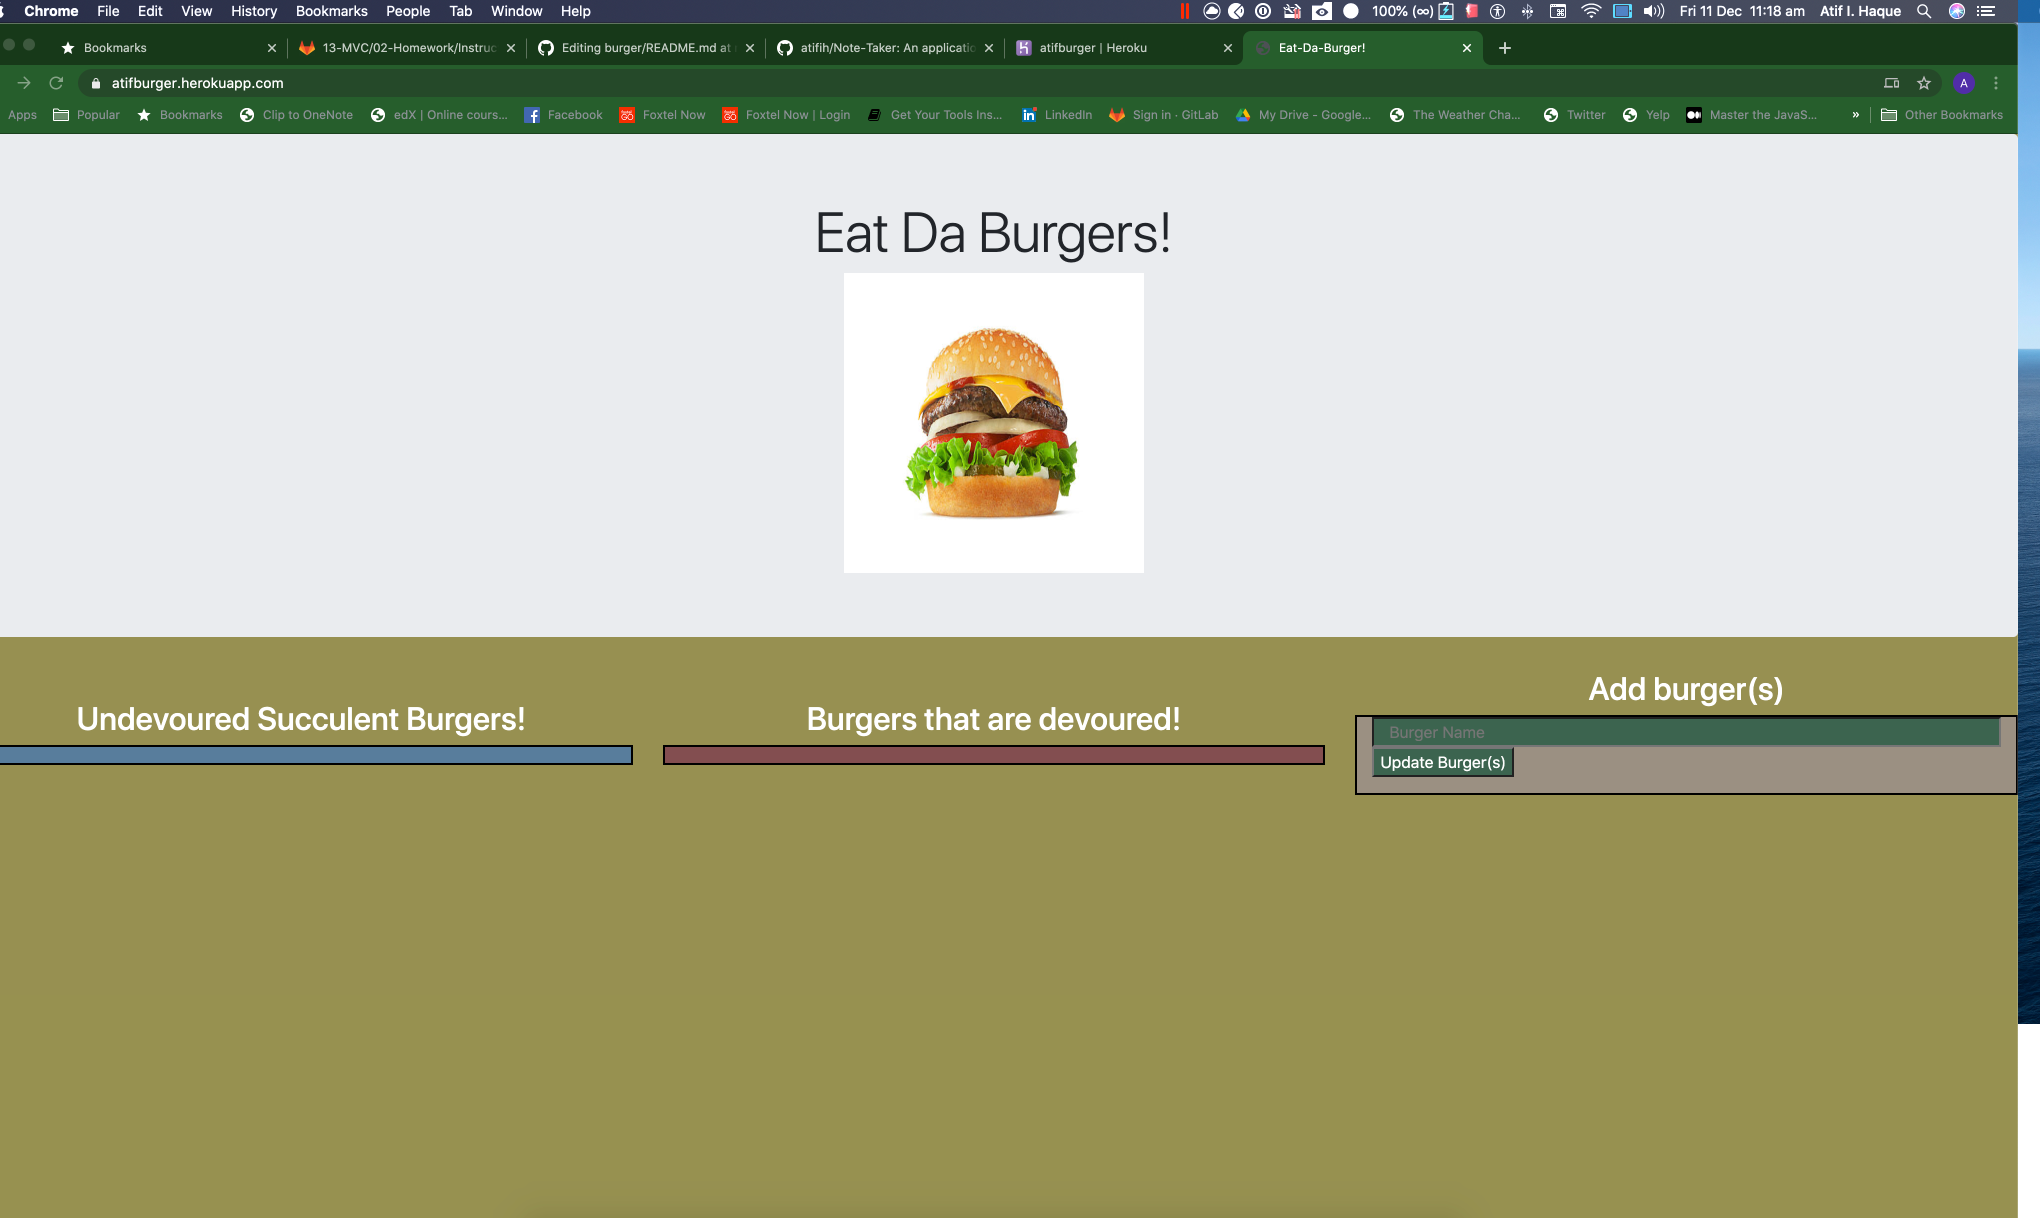 Chrome File Edit View History Bookmarks People Tab Window Help 100% (∞) Fri 11 Dec 11:18 am Atif I. Haque
Bookmarks 13-MVC/02-Homework/Instruc Editing burger/README.md at atifih/Note-Taker: An applicatio atifburger | Heroku Eat-Da-Burger!
atifburger.herokuapp.com A
Apps Popular Bookmarks Clip to OneNote edX | Online cours... Facebook Foxtel Now Foxtel Now | Login Get Your Tools Ins... LinkedIn Sign in · GitLab My Drive - Google... The Weather Cha... Twitter Yelp Master the JavaS... » Other Bookmarks
Eat Da Burgers!
Undevoured Succulent Burgers!
Burgers that are devoured!
Add burger(s)
Burger Name
Update Burger(s)